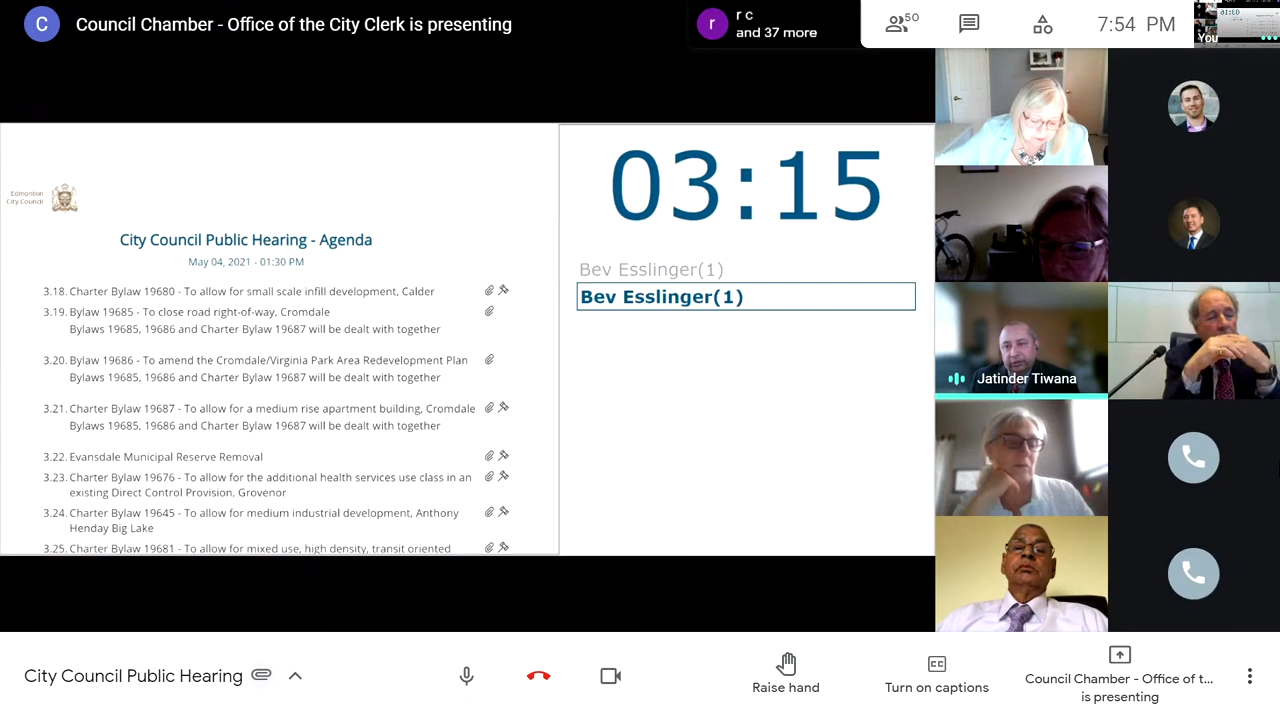 C
Council Chamber - Office of the City Clerk is presenting
r
r c
and 37 more
50
7:54 PM
You
Edmonton
City Council
City Council Public Hearing - Agenda
May 04, 2021 - 01:30 PM
3.18. Charter Bylaw 19680 - To allow for small scale infill development, Calder
3.19. Bylaw 19685 - To close road right-of-way, Cromdale
Bylaws 19685, 19686 and Charter Bylaw 19687 will be dealt with together
3.20. Bylaw 19686 - To amend the Cromdale/Virginia Park Area Redevelopment Plan
Bylaws 19685, 19686 and Charter Bylaw 19687 will be dealt with together
3.21. Charter Bylaw 19687 - To allow for a medium rise apartment building, Cromdale
Bylaws 19685, 19686 and Charter Bylaw 19687 will be dealt with together
3.22. Evansdale Municipal Reserve Removal
3.23. Charter Bylaw 19676 - To allow for the additional health services use class in an
existing Direct Control Provision, Grovenor
3.24. Charter Bylaw 19645 - To allow for medium industrial development, Anthony
Henday Big Lake
3.25. Charter Bylaw 19681 - To allow for mixed use, high density, transit oriented
03:15
Bev Esslinger(1)
Bev Esslinger(1)
Jatinder Tiwana
City Council Public Hearing
Raise hand
CC
Turn on captions
Council Chamber - Office of t...
is presenting